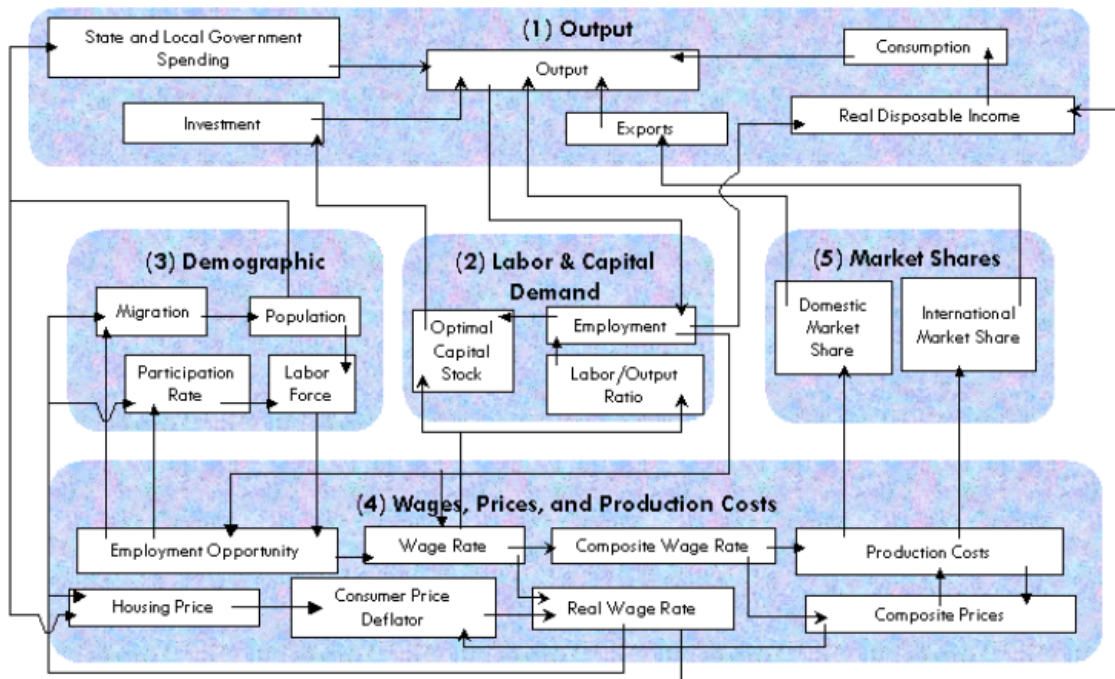 (1) Output
State and Local Government
Spending
Output
Consumption
Investment
Exports
Real Disposable Income
(3) Demographic
Migration
Population
Participation
Rate
Labor
Force
(2) Labor & Capital
Demand
Optimal
Capital
Stock
Employment
Labor/Output
Ratio
(5) Market Shares
Domestic
Market
Share
International
Market Share
(4) Wages, Prices, and Production Costs
Employment Opportunity
Wage Rate
Composite Wage Rate
Production Costs
Housing Price
Consumer Price
Deflator
Real Wage Rate
Composite Prices